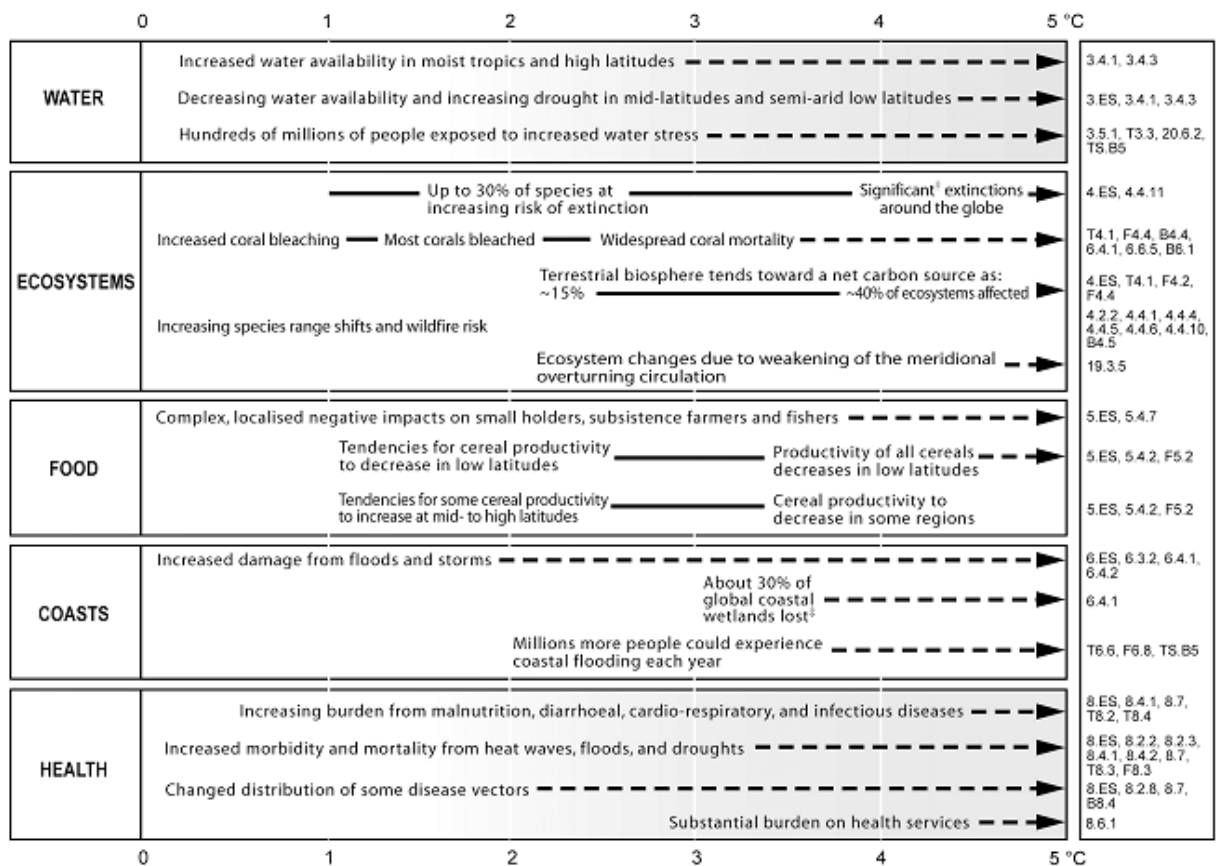 0 1 2 3 4 5 °C
WATER
Increased water availability in moist tropics and high latitudes
3.4.1, 3.4.3
Decreasing water availability and increasing drought in mid-latitudes and semi-arid low latitudes
3.ES, 3.4.1, 3.4.3
Hundreds of millions of people exposed to increased water stress
3.5.1, T3.3, 20.6.2,
TS.B5
ECOSYSTEMS
Up to 30% of species at
increasing risk of extinction
Significant† extinctions
around the globe
4.ES, 4.4.11
Increased coral bleaching Most corals bleached Widespread coral mortality
T4.1, F4.4, B4.4,
6.4.1, 6.6.5, B6.1
Terrestrial biosphere tends toward a net carbon source as:
~15% ~40% of ecosystems affected
4.ES, T4.1, F4.2,
F4.4
Increasing species range shifts and wildfire risk
4.2.2, 4.4.1, 4.4.4,
4.4.5, 4.4.6, 4.4.10,
B4.5
Ecosystem changes due to weakening of the meridional
overturning circulation
19.3.5
FOOD
Complex, localised negative impacts on small holders, subsistence farmers and fishers
5.ES, 5.4.7
Tendencies for cereal productivity
to decrease in low latitudes
Productivity of all cereals
decreases in low latitudes
5.ES, 5.4.2, F5.2
Tendencies for some cereal productivity
to increase at mid- to high latitudes
Cereal productivity to
decrease in some regions
5.ES, 5.4.2, F5.2
COASTS
Increased damage from floods and storms
6.ES, 6.3.2, 6.4.1,
6.4.2
About 30% of
global coastal
wetlands lost‡
6.4.1
Millions more people could experience
coastal flooding each year
T6.6, F6.8, TS.B5
HEALTH
Increasing burden from malnutrition, diarrhoeal, cardio-respiratory, and infectious diseases
8.ES, 8.4.1, 8.7,
T8.2, T8.4
Increased morbidity and mortality from heat waves, floods, and droughts
8.ES, 8.2.2, 8.2.3,
8.4.1, 8.4.2, 8.7,
T8.3, F8.3
Changed distribution of some disease vectors
8.ES, 8.2.8, 8.7,
B8.4
Substantial burden on health services
8.6.1
0 1 2 3 4 5 °C